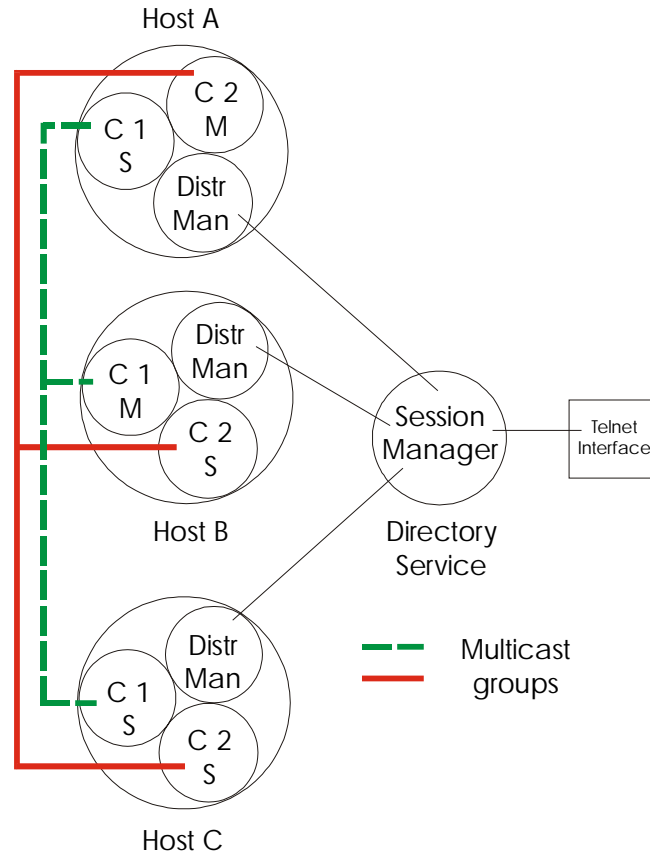 Host A
C 2
M
C 1
S
Distr
Man
Distr
Man
C 1
M
C 2
S
Host B
Session
Manager
Directory
Service
Telnet
Interface
Distr
Man
C 1
S
C 2
S
Host C
Multicast
groups